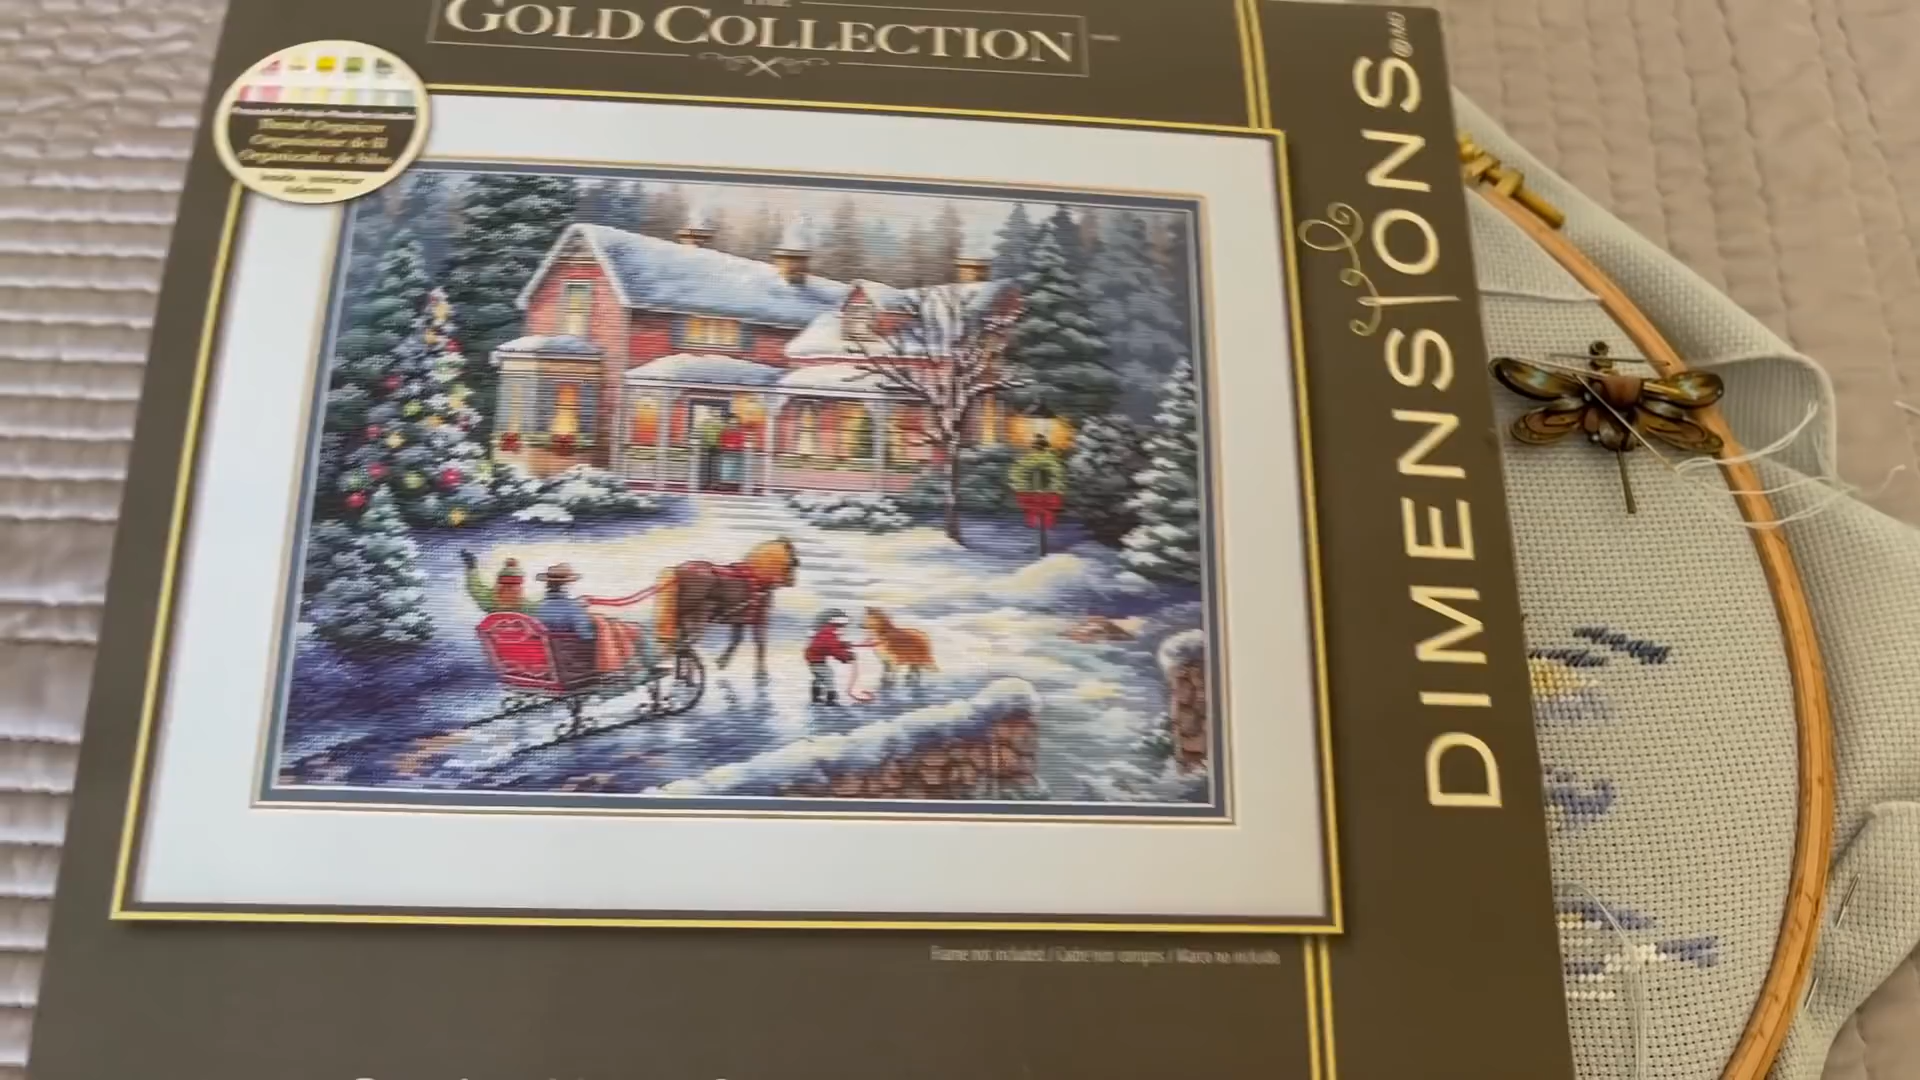 THE
GOLD COLLECTION
Thread Organizer
Organisateur de fil
Organizador de hilos
DIMENSIONS
Frame not included / Cadre non compris / Marco no incluido